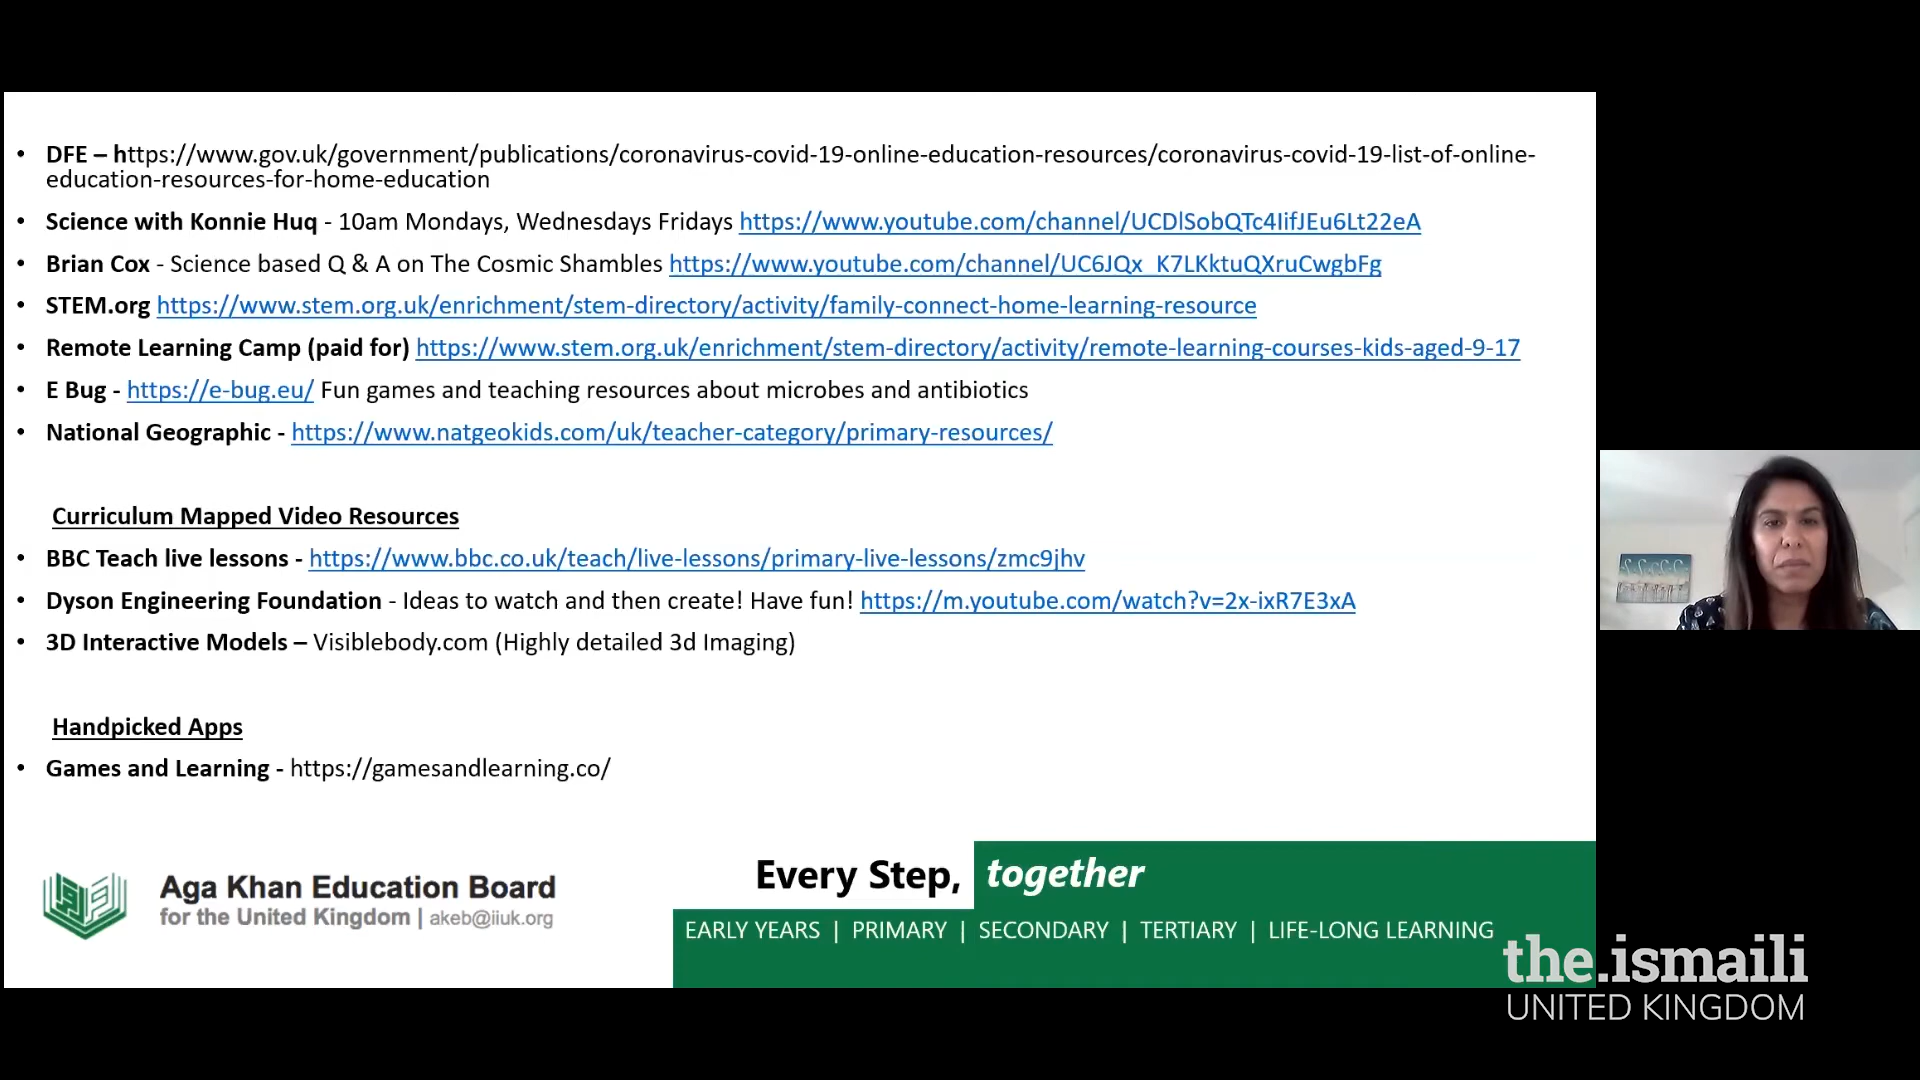 • DFE – https://www.gov.uk/government/publications/coronavirus-covid-19-online-education-resources/coronavirus-covid-19-list-of-online-
education-resources-for-home-education
• Science with Konnie Huq - 10am Mondays, Wednesdays Fridays https://www.youtube.com/channel/UCDlSobQTc4IifJEu6Lt22eA
• Brian Cox - Science based Q & A on The Cosmic Shambles https://www.youtube.com/channel/UC6JQx_K7LKktuQXruCwgbFg
• STEM.org https://www.stem.org.uk/enrichment/stem-directory/activity/family-connect-home-learning-resource
• Remote Learning Camp (paid for) https://www.stem.org.uk/enrichment/stem-directory/activity/remote-learning-courses-kids-aged-9-17
• E Bug - https://e-bug.eu/ Fun games and teaching resources about microbes and antibiotics
• National Geographic - https://www.natgeokids.com/uk/teacher-category/primary-resources/
Curriculum Mapped Video Resources
• BBC Teach live lessons - https://www.bbc.co.uk/teach/live-lessons/primary-live-lessons/zmc9jhv
• Dyson Engineering Foundation - Ideas to watch and then create! Have fun! https://m.youtube.com/watch?v=2x-ixR7E3xA
• 3D Interactive Models – Visiblebody.com (Highly detailed 3d Imaging)
Handpicked Apps
• Games and Learning - https://gamesandlearning.co/
Aga Khan Education Board
for the United Kingdom | akeb@iiuk.org
Every Step, together
EARLY YEARS | PRIMARY | SECONDARY | TERTIARY | LIFE-LONG LEARNING
the.ismaili
UNITED KINGDOM